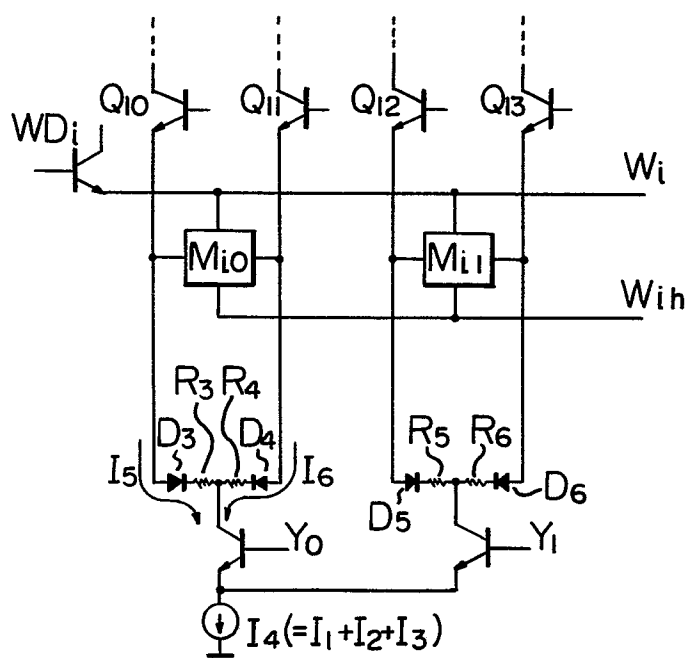 Q10 Q11 Q12 Q13
WDi
Wi
Mi0 Mi1
Wih
R3 R4
D3 D4
R5 R6
I5 I6
D5 D6
Y0 Y1
I4(=I1+I2+I3)